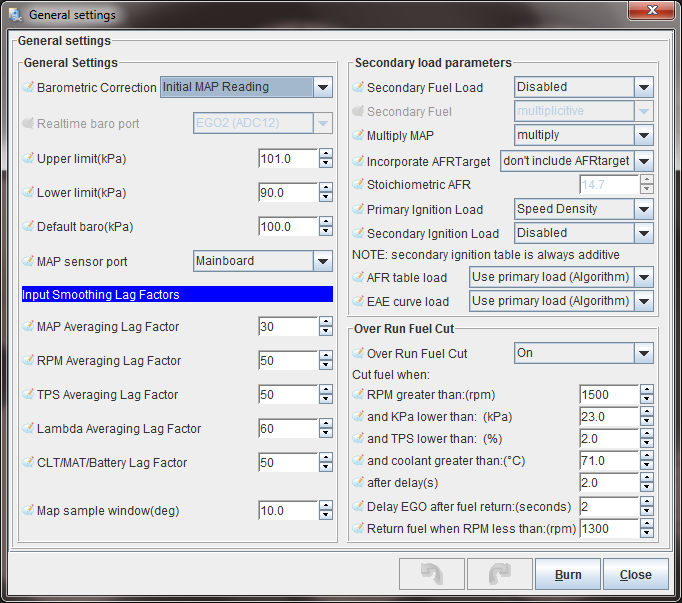 General settings
General settings
General Settings
Barometric Correction Initial MAP Reading
Realtime baro port EGO2 (ADC12)
Upper limit(kPa) 101.0
Lower limit(kPa) 90.0
Default baro(kPa) 100.0
MAP sensor port Mainboard
Input Smoothing Lag Factors
MAP Averaging Lag Factor 30
RPM Averaging Lag Factor 50
TPS Averaging Lag Factor 50
Lambda Averaging Lag Factor 60
CLT/MAT/Battery Lag Factor 50
Map sample window(deg) 10.0
Secondary load parameters
Secondary Fuel Load Disabled
Secondary Fuel multiplicitive
Multiply MAP multiply
Incorporate AFRTarget don't include AFRtarget
Stoichiometric AFR 14.7
Primary Ignition Load Speed Density
Secondary Ignition Load Disabled
NOTE: secondary ignition table is always additive
AFR table load Use primary load (Algorithm)
EAE curve load Use primary load (Algorithm)
Over Run Fuel Cut
Over Run Fuel Cut On
Cut fuel when:
RPM greater than:(rpm) 1500
and KPa lower than: (kPa) 23.0
and TPS lower than: (%) 2.0
and coolant greater than:(°C) 71.0
after delay(s) 2.0
Delay EGO after fuel return:(seconds) 2
Return fuel when RPM less than:(rpm) 1300
Burn Close